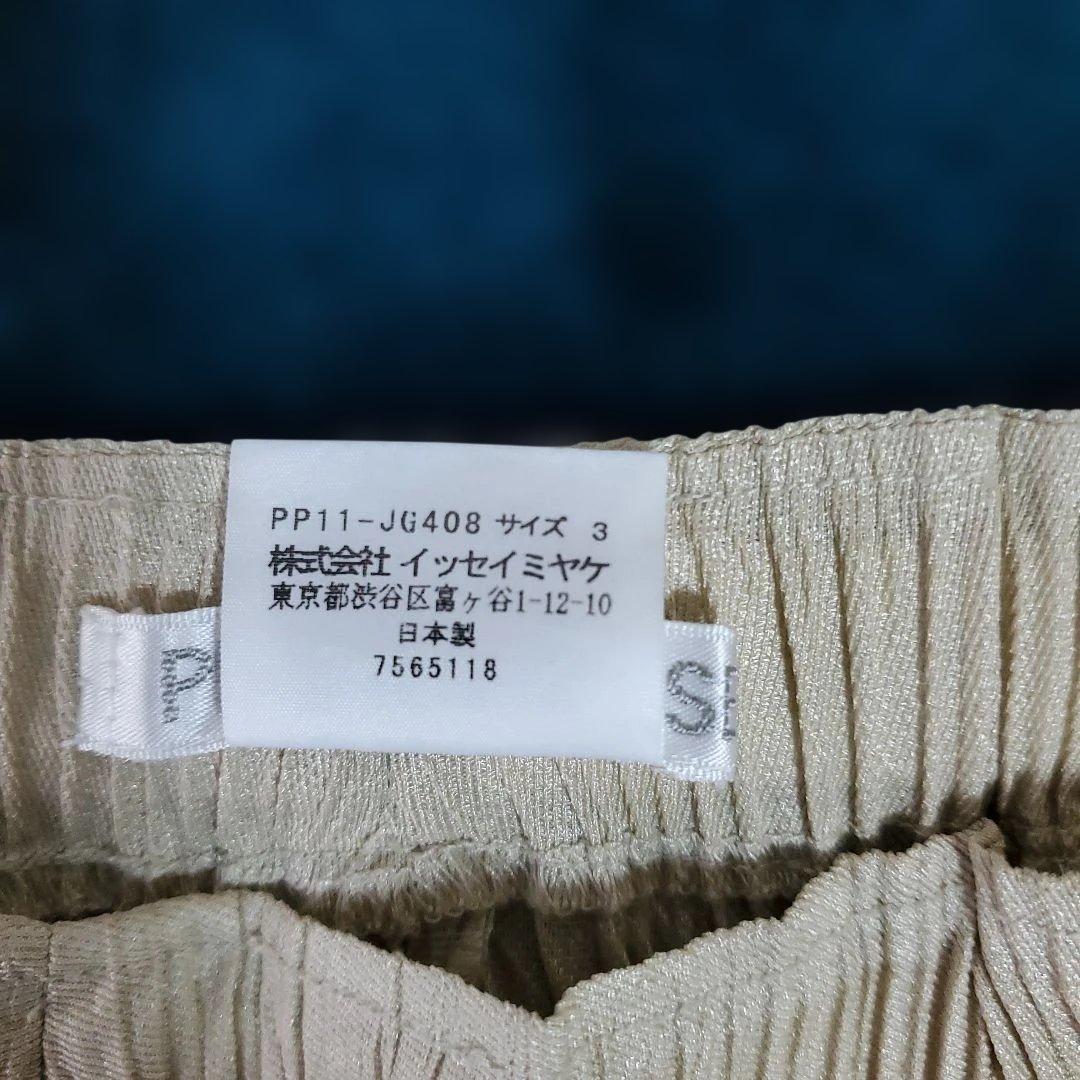 PP11-JG408 サイズ 3
株式会社 イッセイミヤケ
東京都渋谷区富ヶ谷1-12-10
日本製
7565118
P
S